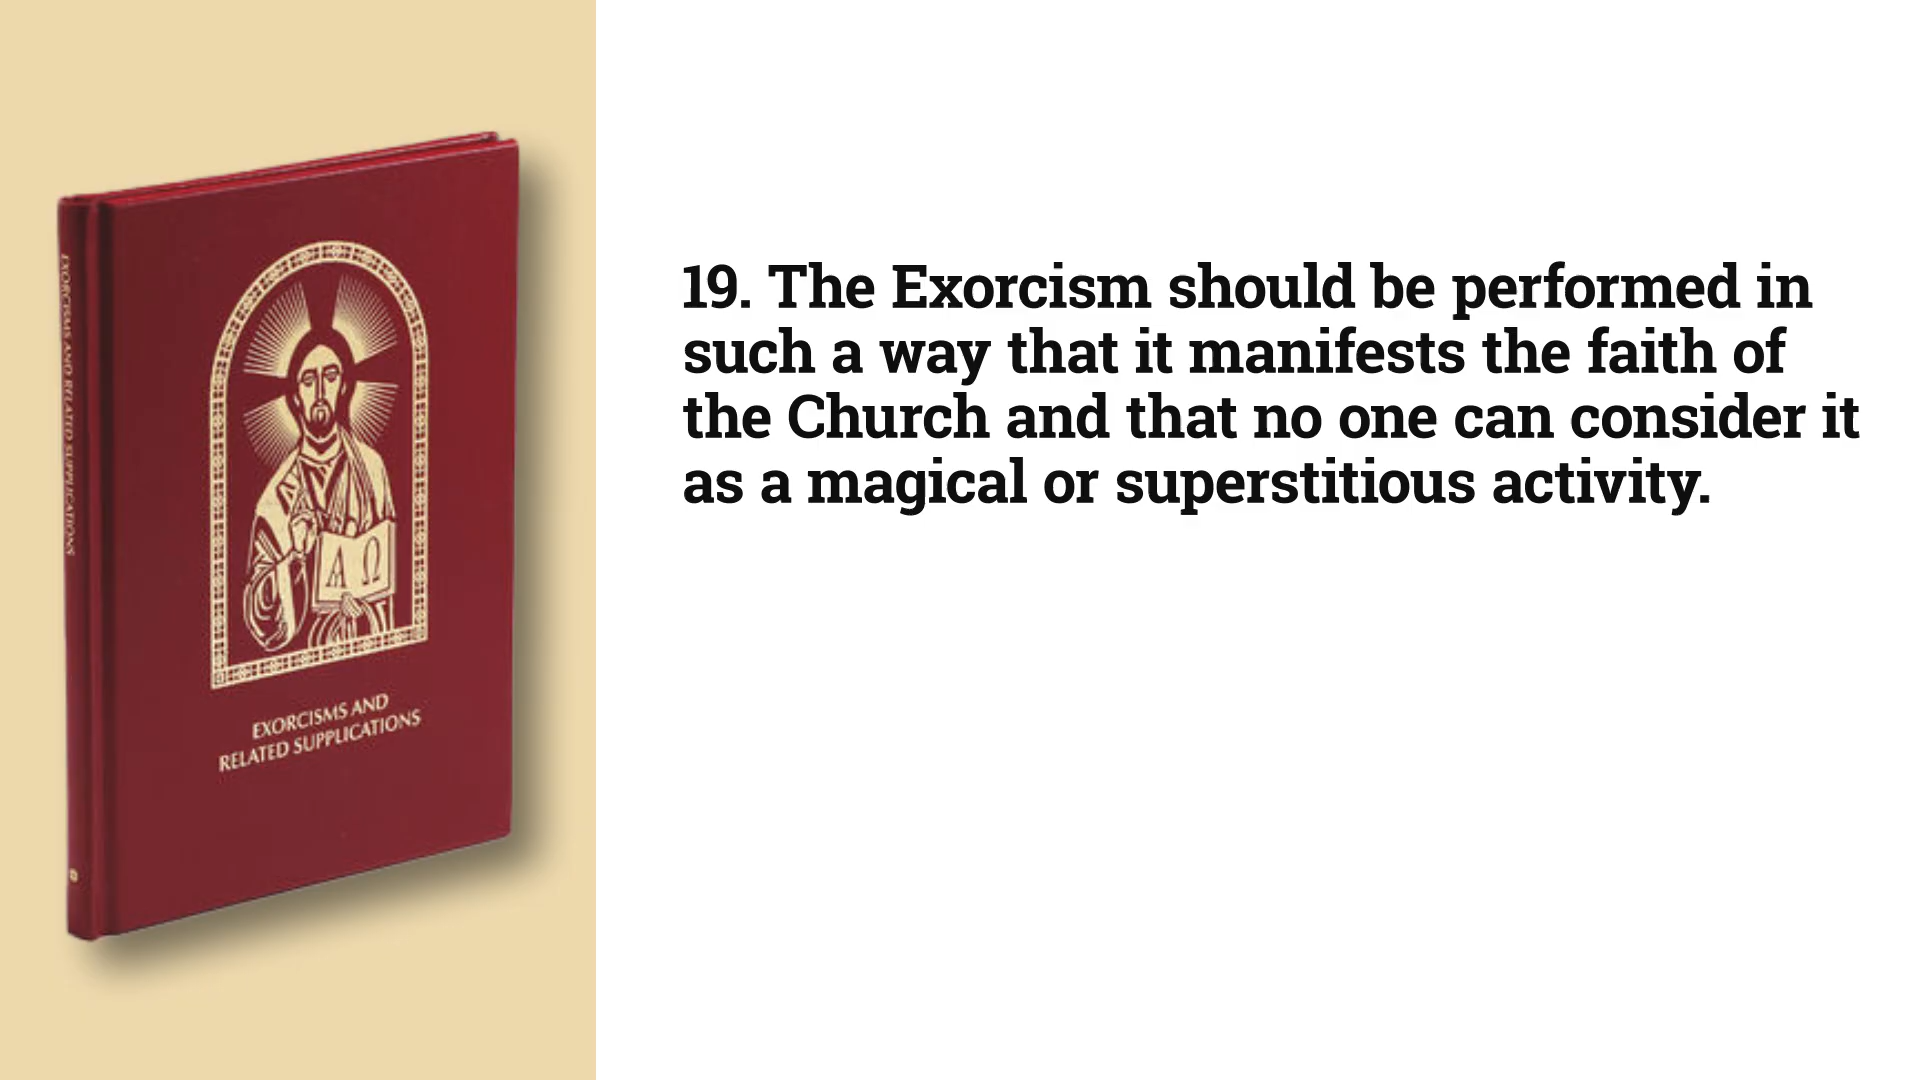 EXORCISMS AND RELATED SUPPLICATIONS
Α Ω
EXORCISMS AND
RELATED SUPPLICATIONS
19. The Exorcism should be performed in
such a way that it manifests the faith of
the Church and that no one can consider it
as a magical or superstitious activity.